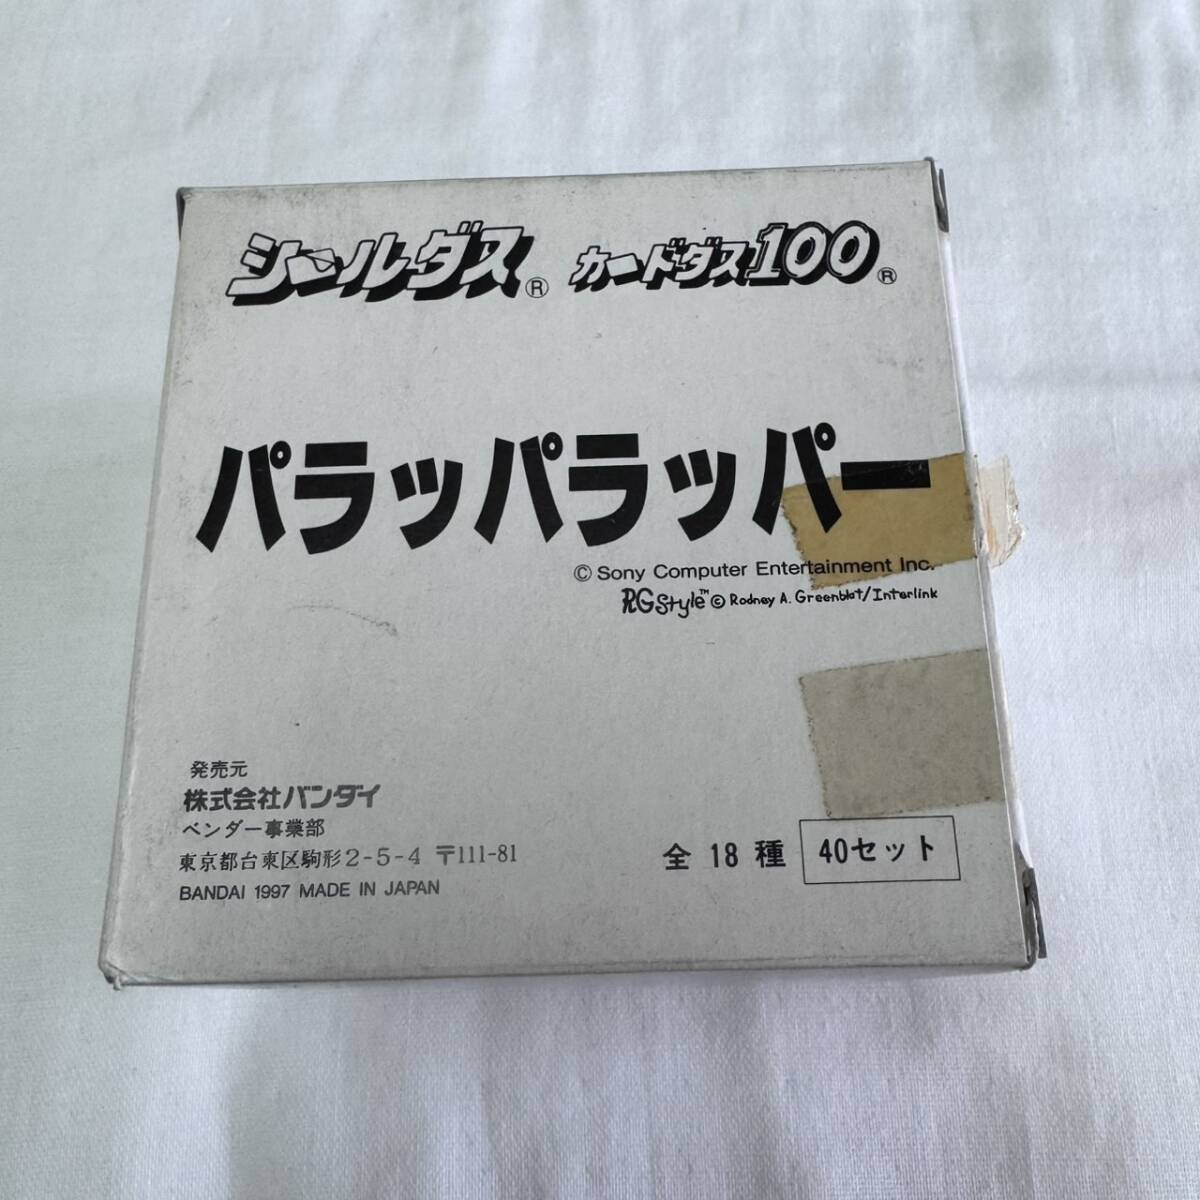 シールダス® カードダス100®
パラッパラッパー
© Sony Computer Entertainment Inc.
RG Style™ © Rodney A. Greenblat/Interlink
発売元
株式会社バンダイ
ベンダー事業部
東京都台東区駒形2-5-4 〒111-81
BANDAI 1997 MADE IN JAPAN
全 18 種 40セット